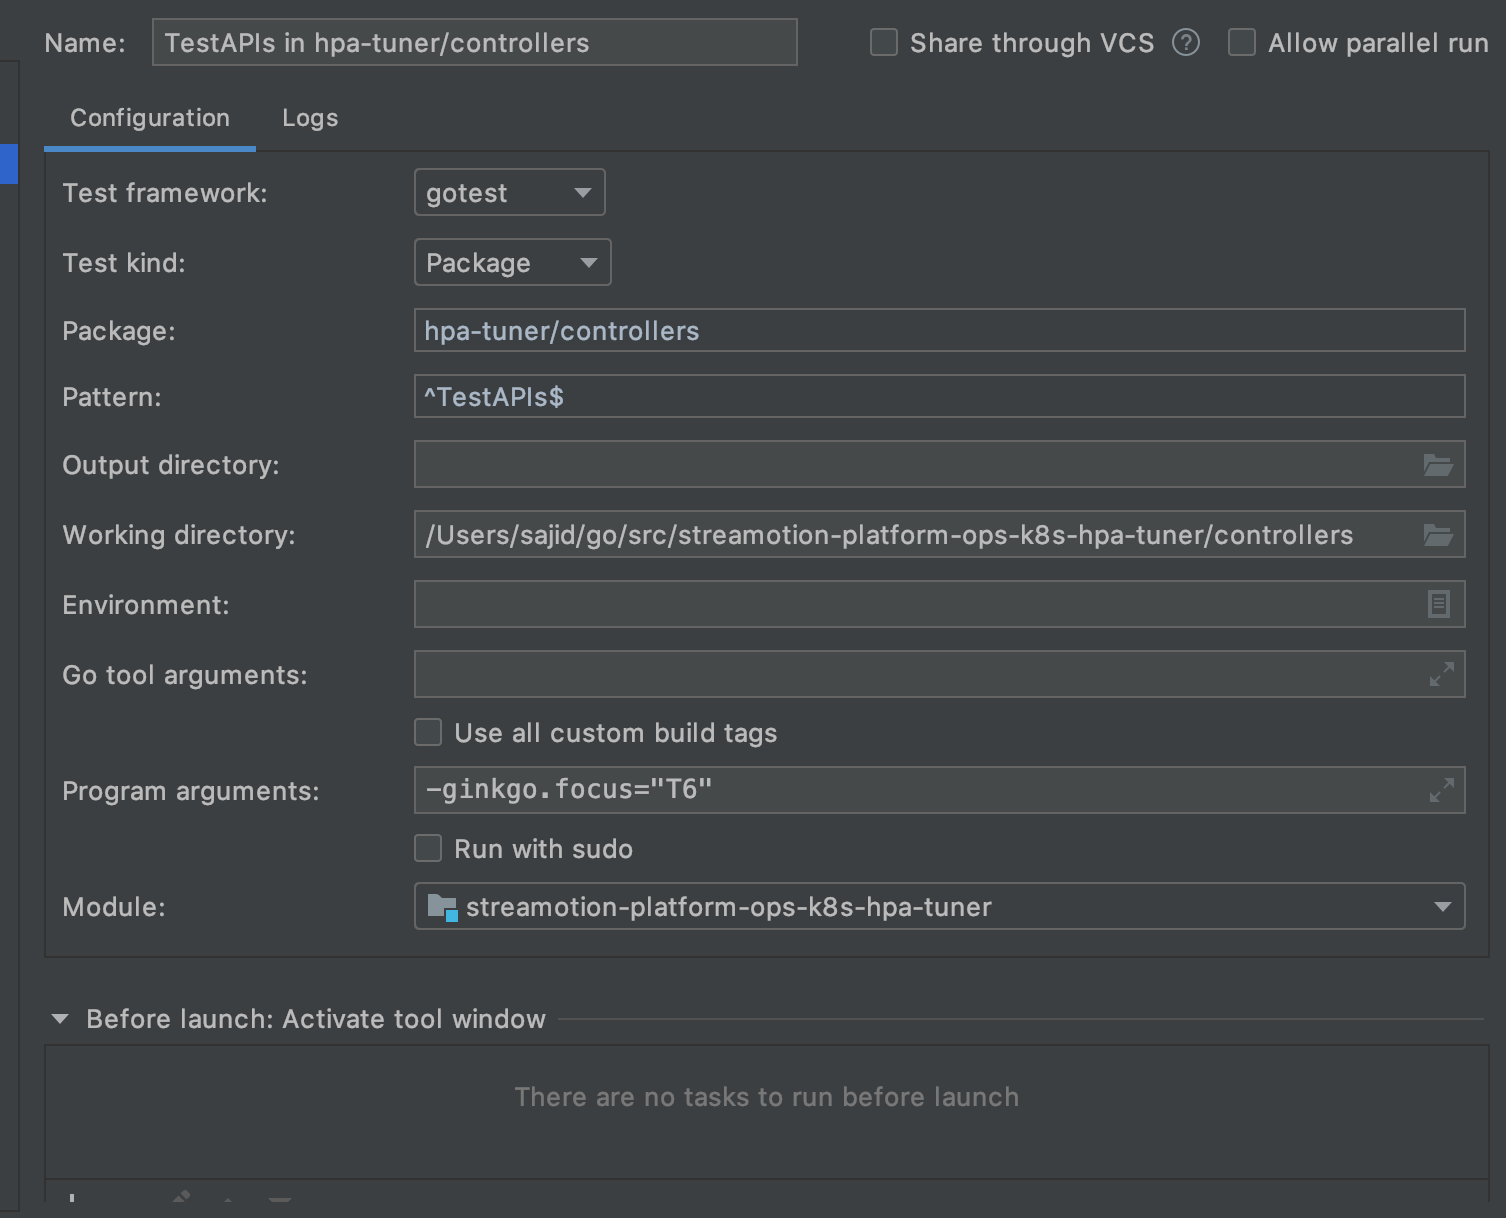 Name: TestAPIs in hpa-tuner/controllers Share through VCS ? Allow parallel run
Configuration Logs
Test framework: gotest
Test kind: Package
Package: hpa-tuner/controllers
Pattern: ^TestAPIs$
Output directory:
Working directory: /Users/sajid/go/src/streamotion-platform-ops-k8s-hpa-tuner/controllers
Environment:
Go tool arguments:
Use all custom build tags
Program arguments: -ginkgo.focus="T6"
Run with sudo
Module: streamotion-platform-ops-k8s-hpa-tuner
Before launch: Activate tool window
There are no tasks to run before launch